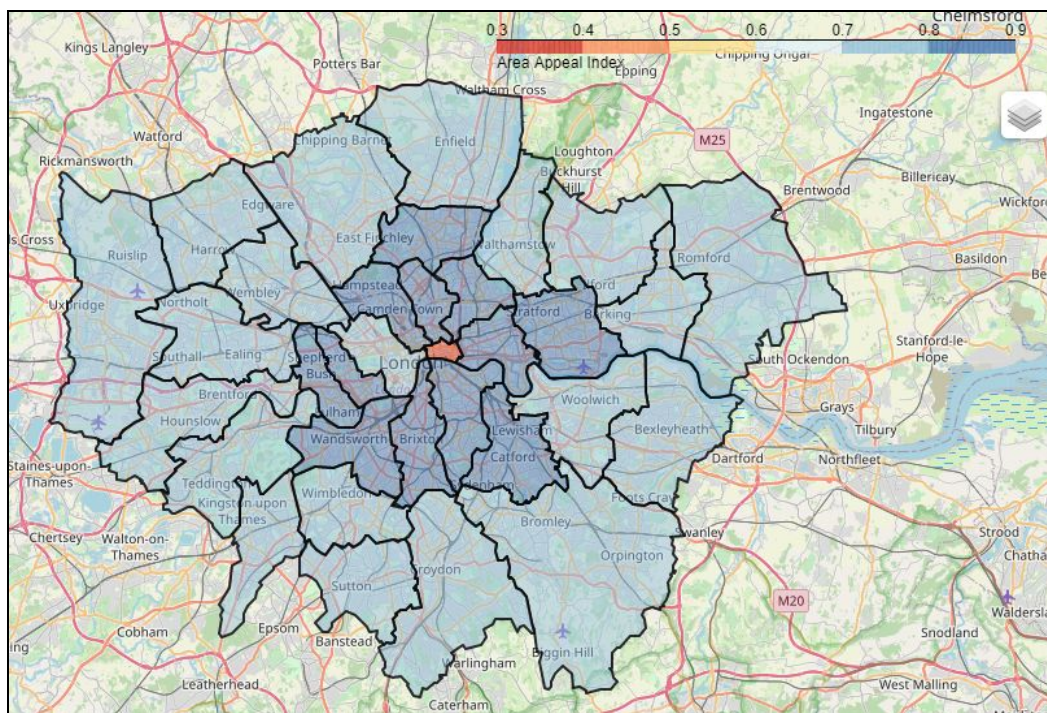 Chelmsford
0.3 0.4 0.5 0.6 0.7 0.8 0.9
Area Appeal Index
Kings Langley
Potters Bar
Waltham Cross
Epping
Chipping Ongar
Ingatestone
Watford
Chipping Barnet
Enfield
Loughton
M25
Rickmansworth
Buckhurst
Hill
Brentwood
Billericay
Wickford
Edgware
Cross
Ruislip
Harrow
East Finchley
Walthamstow
Romford
Basildon
Uxbridge
Northolt
Wembley
Hampstead
Camden Town
Ilford
Stratford
Barking
Southall
Ealing
Shepherd
Bush
London
South Ockendon
Stanford-le
Hope
Brentford
Hounslow
Fulham
Woolwich
Grays
Tilbury
Wandsworth
Brixton
Lewisham
Catford
Bexleyheath
Staines-upon-
Thames
Dartford
Northfleet
Teddington
Kingston upon
Thames
Wimbledon
Sydenham
Foots Cray
Chertsey
Walton-on-
Thames
Bromley
Swanley
Strood
Orpington
Chatha
Sutton
Croydon
M20
Waldersla
Cobham
Epsom
Banstead
Biggin Hill
Snodland
Warlingham
Leatherhead
Caterham
West Malling